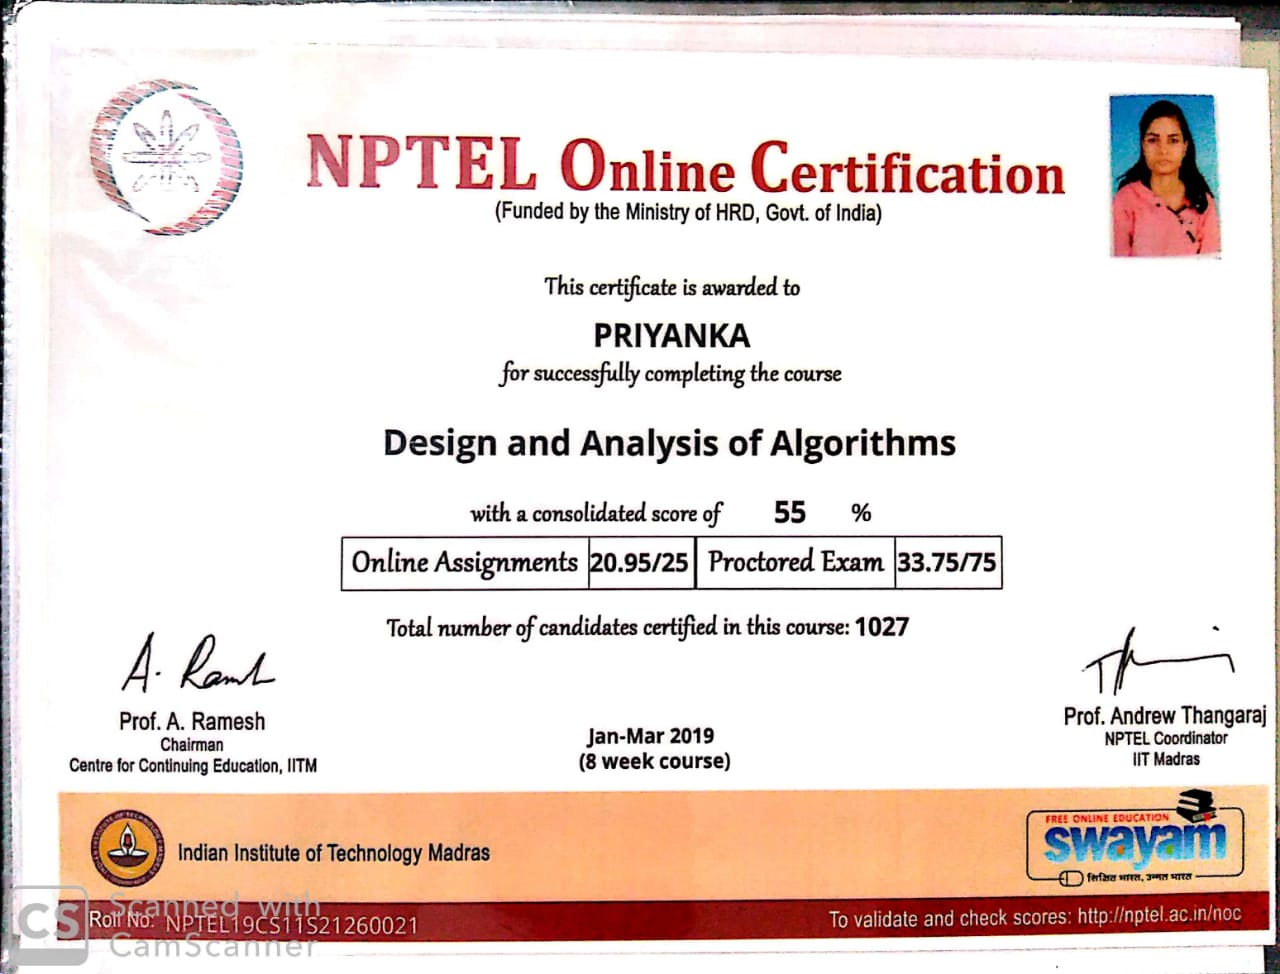 NPTEL Online Certification
(Funded by the Ministry of HRD, Govt. of India)
This certificate is awarded to
PRIYANKA
for successfully completing the course
Design and Analysis of Algorithms
with a consolidated score of 55 %
Online Assignments 20.95/25 Proctored Exam 33.75/75
Total number of candidates certified in this course: 1027
A. Ramesh
Prof. A. Ramesh
Chairman
Centre for Continuing Education, IITM
Jan-Mar 2019
(8 week course)
Prof. Andrew Thangaraj
NPTEL Coordinator
IIT Madras
Indian Institute of Technology Madras
FREE ONLINE EDUCATION
swayam
शिक्षित भारत, उन्नत भारत
Roll No: NPTEL19CS11S21260021
To validate and check scores: http://nptel.ac.in/noc
CS Scanned with
CamScanner